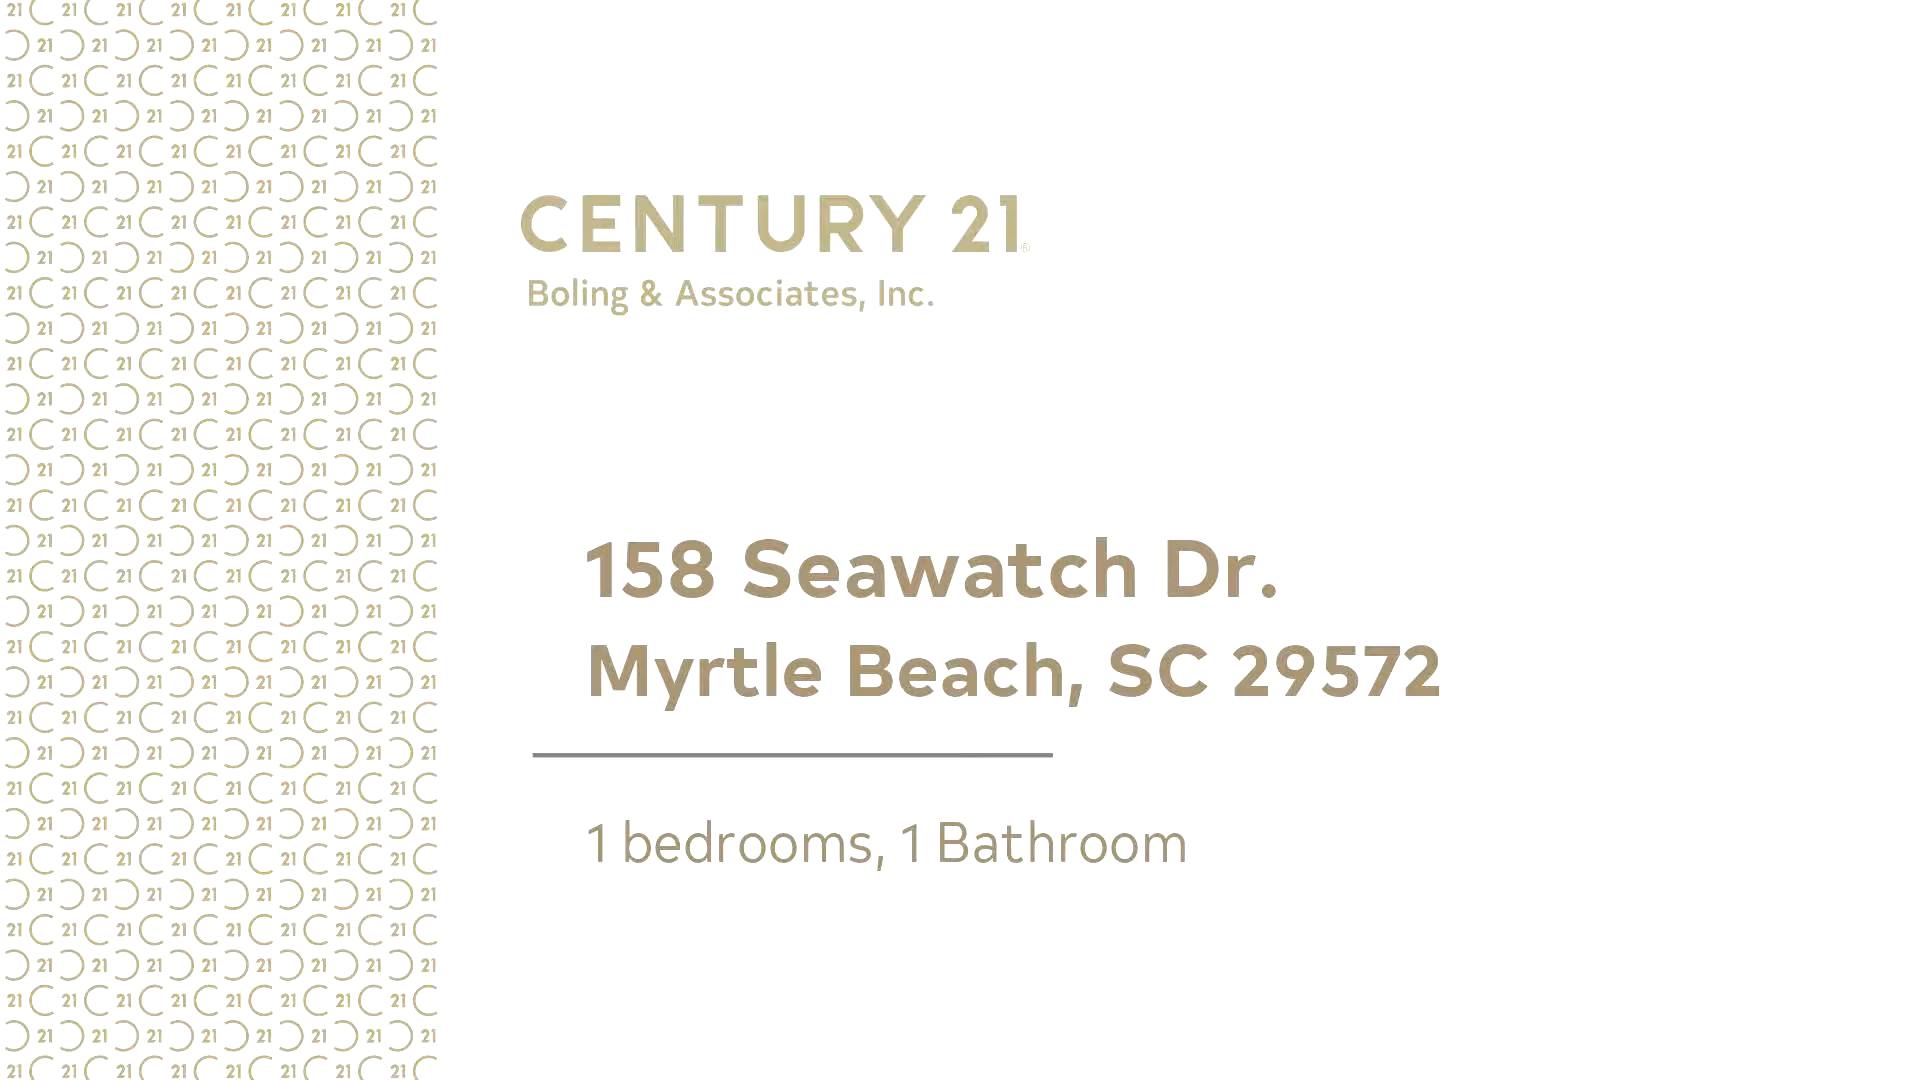 CENTURY 21®
Boling & Associates, Inc.
158 Seawatch Dr.
Myrtle Beach, SC 29572
1 bedrooms, 1 Bathroom